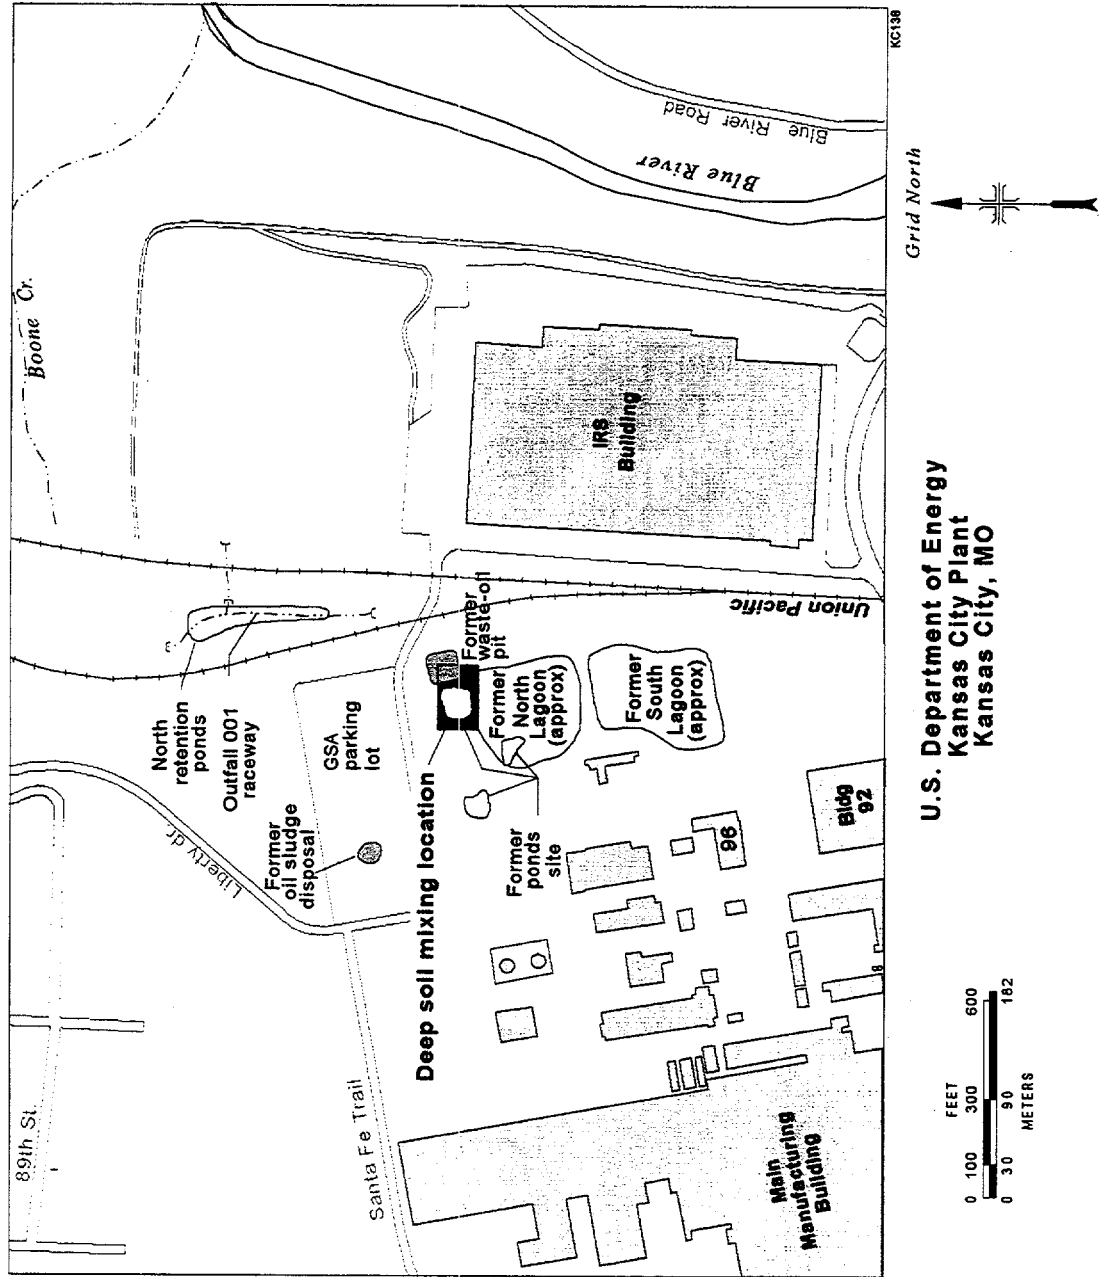 89th St.
Boone Cr.
Liberty dr.
Santa Fe Trail
North
retention
ponds
Outfall 001
raceway
GSA
parking
lot
Former
oil sludge
disposal
Deep soil mixing location
Former
waste-oil
pit
Former
North
Lagoon
(approx)
Former
South
Lagoon
(approx)
Former
ponds
site
96
Bldg
92
8
Main
Manufacturing
Building
IRS
Building
Union Pacific
Blue River
Blue River Road
KC138
Grid North
FEET
0 100 300 600
0 30 90 182
METERS
U.S. Department of Energy
Kansas City Plant
Kansas City, MO